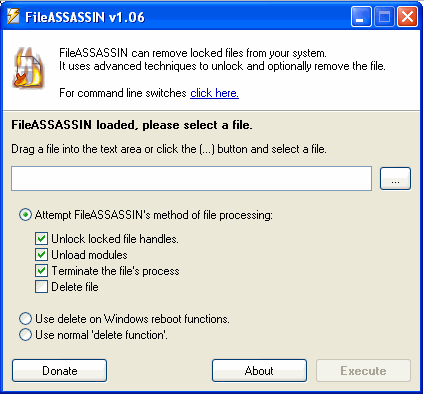 FileASSASSIN v1.06
FileASSASSIN can remove locked files from your system.
It uses advanced techniques to unlock and optionally remove the file.
For command line switches click here.
FileASSASSIN loaded, please select a file.
Drag a file into the text area or click the (...) button and select a file.
...
Attempt FileASSASSIN's method of file processing:
Unlock locked file handles.
Unload modules
Terminate the file's process
Delete file
Use delete on Windows reboot functions.
Use normal 'delete function'.
Donate
About
Execute